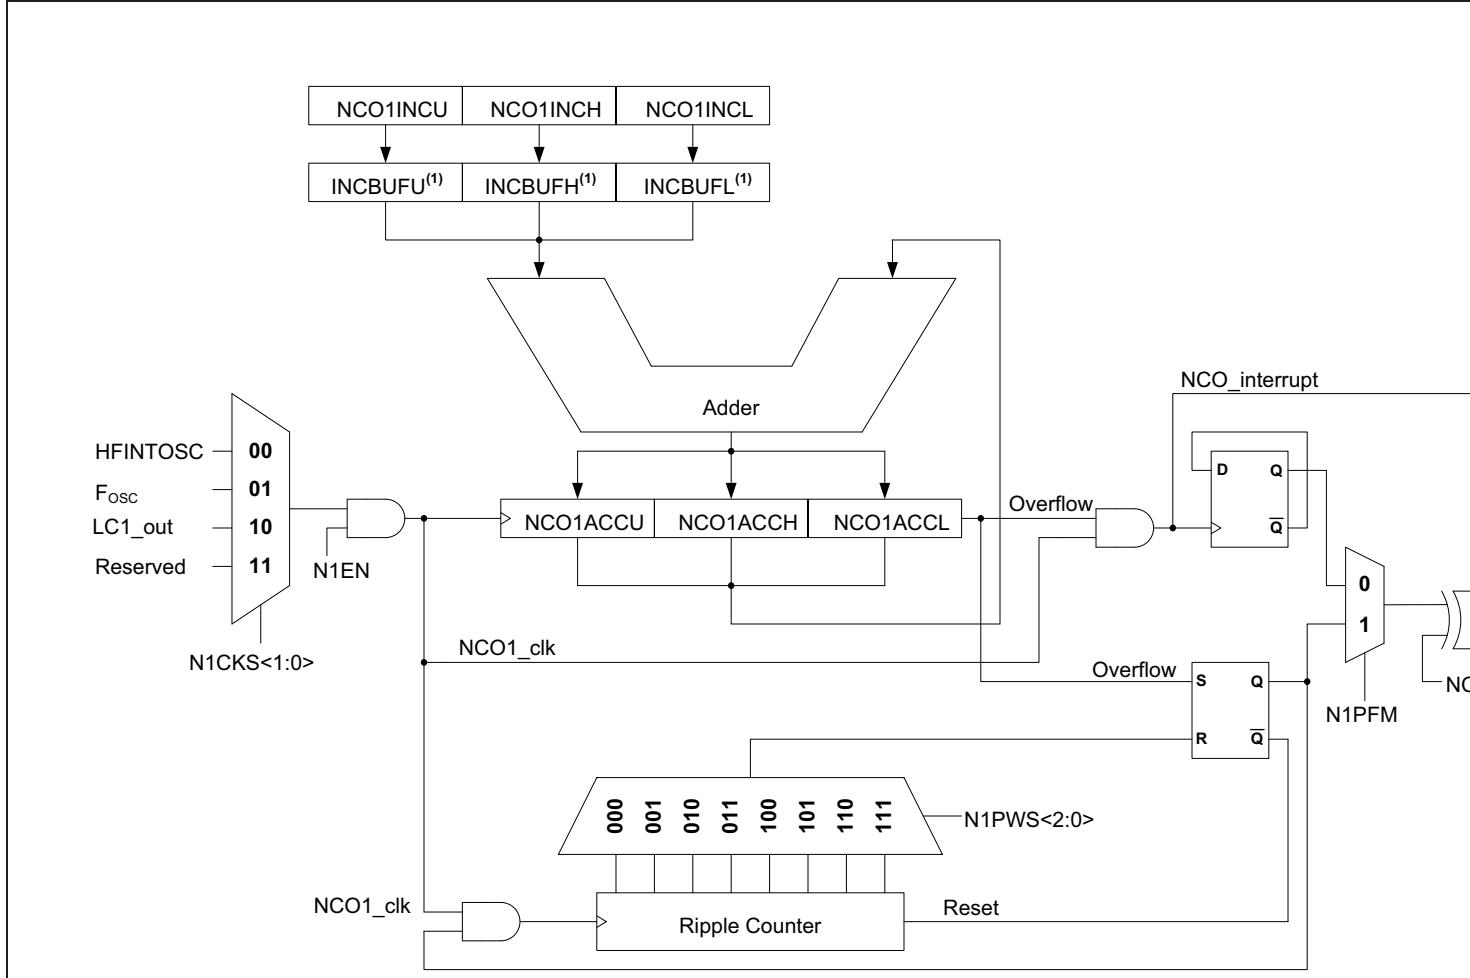 NCO1INCU NCO1INCH NCO1INCL
INCBUFU(1) INCBUFH(1) INCBUFL(1)
Adder
NCO_interrupt
HFINTOSC 00
FOSC 01
LC1_out 10
Reserved 11
N1EN
N1CKS<1:0>
NCO1ACCU NCO1ACCH NCO1ACCL
Overflow
D Q
Q̅
0
1
N1PFM
NCO1_clk
Overflow
S Q
R Q̅
000 001 010 011 100 101 110 111
N1PWS<2:0>
NCO1_clk
Ripple Counter
Reset